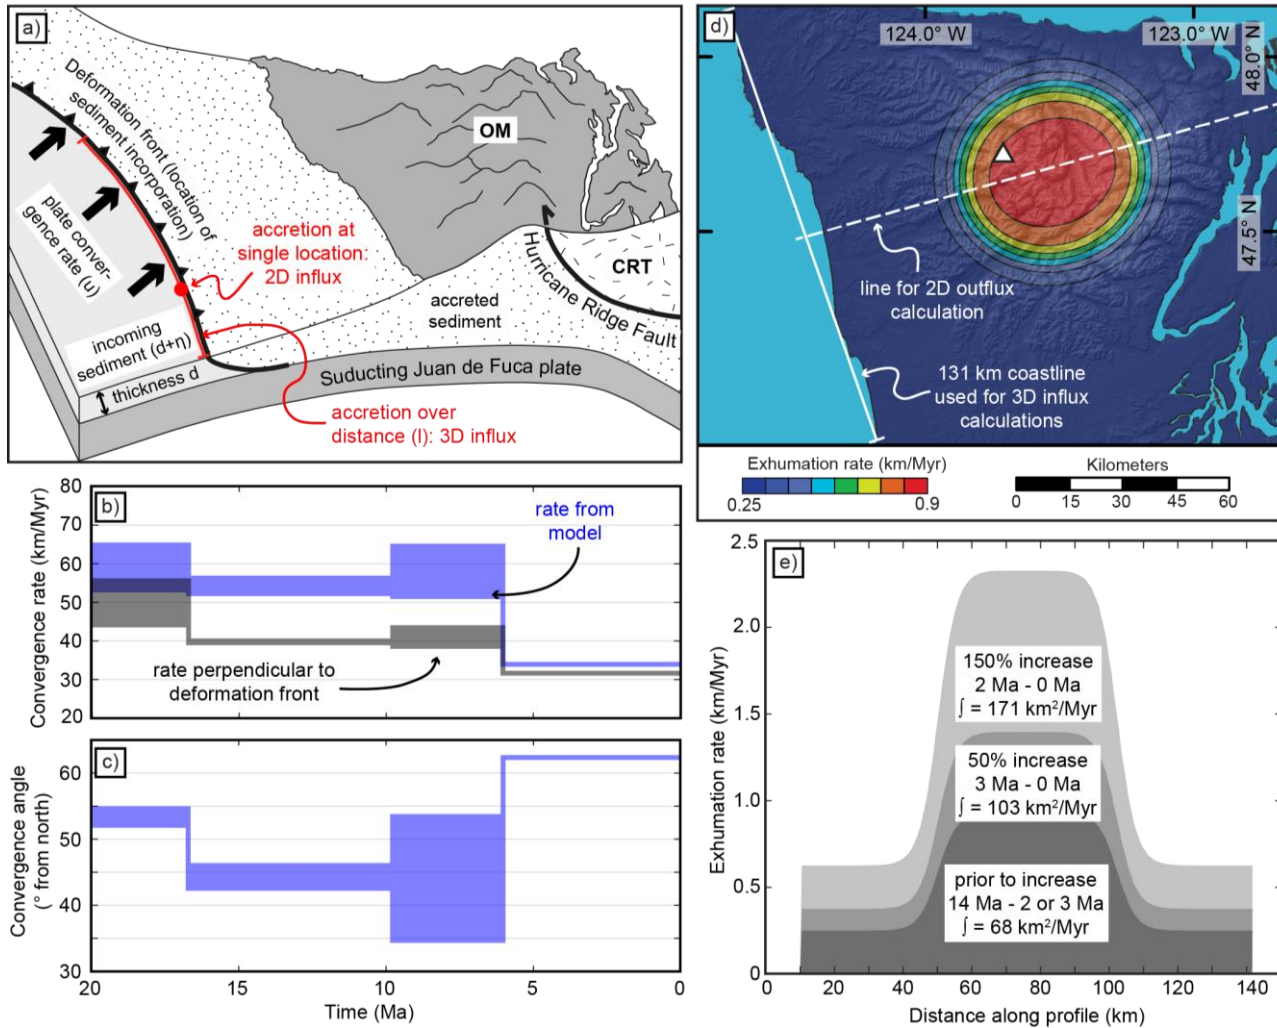 a)
Deformation front (location of
sediment incorporation)
plate conver-
gence rate (u)
OM
accretion at
single location:
2D influx
Hurricane Ridge Fault
CRT
incoming
sediment (d+η)
accreted
sediment
thickness d
Suducting Juan de Fuca plate
accretion over
distance (l): 3D influx
b)
Convergence rate (km/Myr)
80
70
60
50
40
30
20
rate from
model
rate perpendicular to
deformation front
c)
Convergence angle
(° from north)
60
50
40
30
20
15
10
5
0
Time (Ma)
d)
124.0° W
123.0° W
48.0° N
47.5° N
line for 2D outflux
calculation
131 km coastline
used for 3D influx
calculations
Exhumation rate (km/Myr)
0.25
0.9
Kilometers
0 15 30 45 60
e)
Exhumation rate (km/Myr)
2.5
2.0
1.5
1.0
0.5
0
150% increase
2 Ma - 0 Ma
∫ = 171 km²/Myr
50% increase
3 Ma - 0 Ma
∫ = 103 km²/Myr
prior to increase
14 Ma - 2 or 3 Ma
∫ = 68 km²/Myr
0 20 40 60 80 100 120 140
Distance along profile (km)